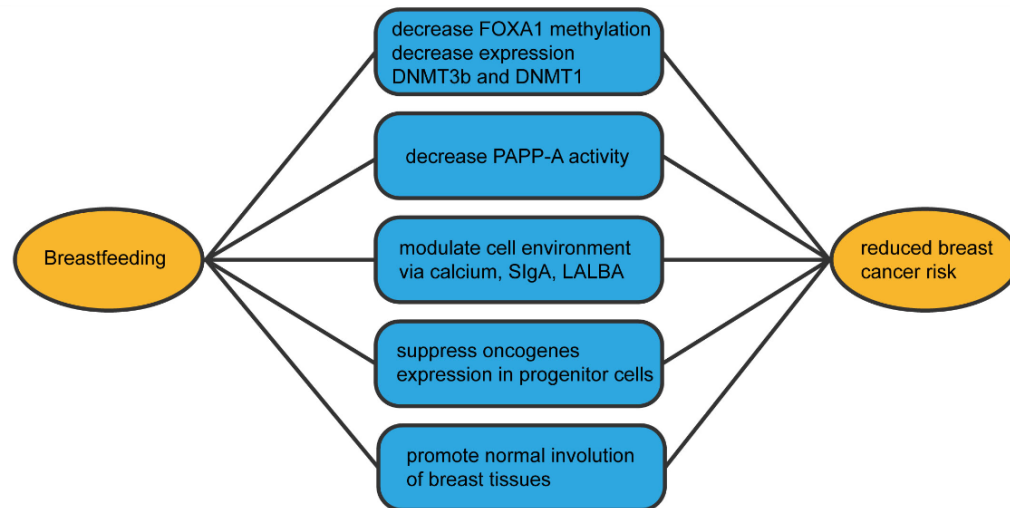 decrease FOXA1 methylation
decrease expression
DNMT3b and DNMT1
decrease PAPP-A activity
Breastfeeding
modulate cell environment
via calcium, SIgA, LALBA
reduced breast
cancer risk
suppress oncogenes
expression in progenitor cells
promote normal involution
of breast tissues